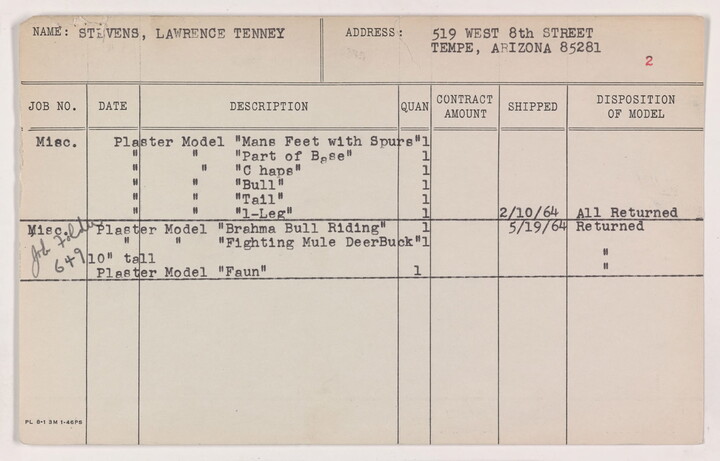 NAME: STEVENS, LAWRENCE TENNEY ADDRESS: 519 WEST 8th STREET
TEMPE, ARIZONA 85281
2
JOB NO. DATE DESCRIPTION QUAN CONTRACT AMOUNT SHIPPED DISPOSITION OF MODEL
Misc. Plaster Model "Mans Feet with Spurs" 1
" " "Part of Base" 1
" " "C haps" 1
" " "Bull" 1
" " "Tail" 1
" " "1-Leg" 1 2/10/64 All Returned
Misc. Plaster Model "Brahma Bull Riding" 1 5/19/64 Returned
" " "Fighting Mule DeerBuck" 1
10" tall "
Plaster Model "Faun" 1 "
Job Folder
649
PL 8-1 3M 1-46PS